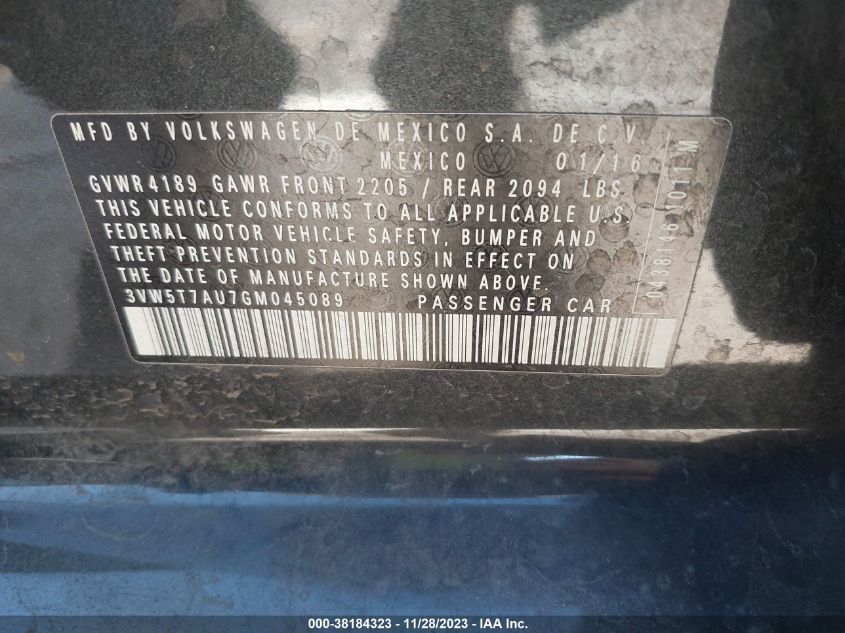 MFD BY VOLKSWAGEN DE MEXICO S.A. DE C.V.
MEXICO 01/16
GVWR4189 GAWR FRONT 2205 / REAR 2094 LBS
THIS VEHICLE CONFORMS TO ALL APPLICABLE U.S.
FEDERAL MOTOR VEHICLE SAFETY, BUMPER AND
THEFT PREVENTION STANDARDS IN EFFECT ON
THE DATE OF MANUFACTURE SHOWN ABOVE.
3VW5T7AU7GM045089 PASSENGER CAR
000-38184323 - 11/28/2023 - IAA Inc.